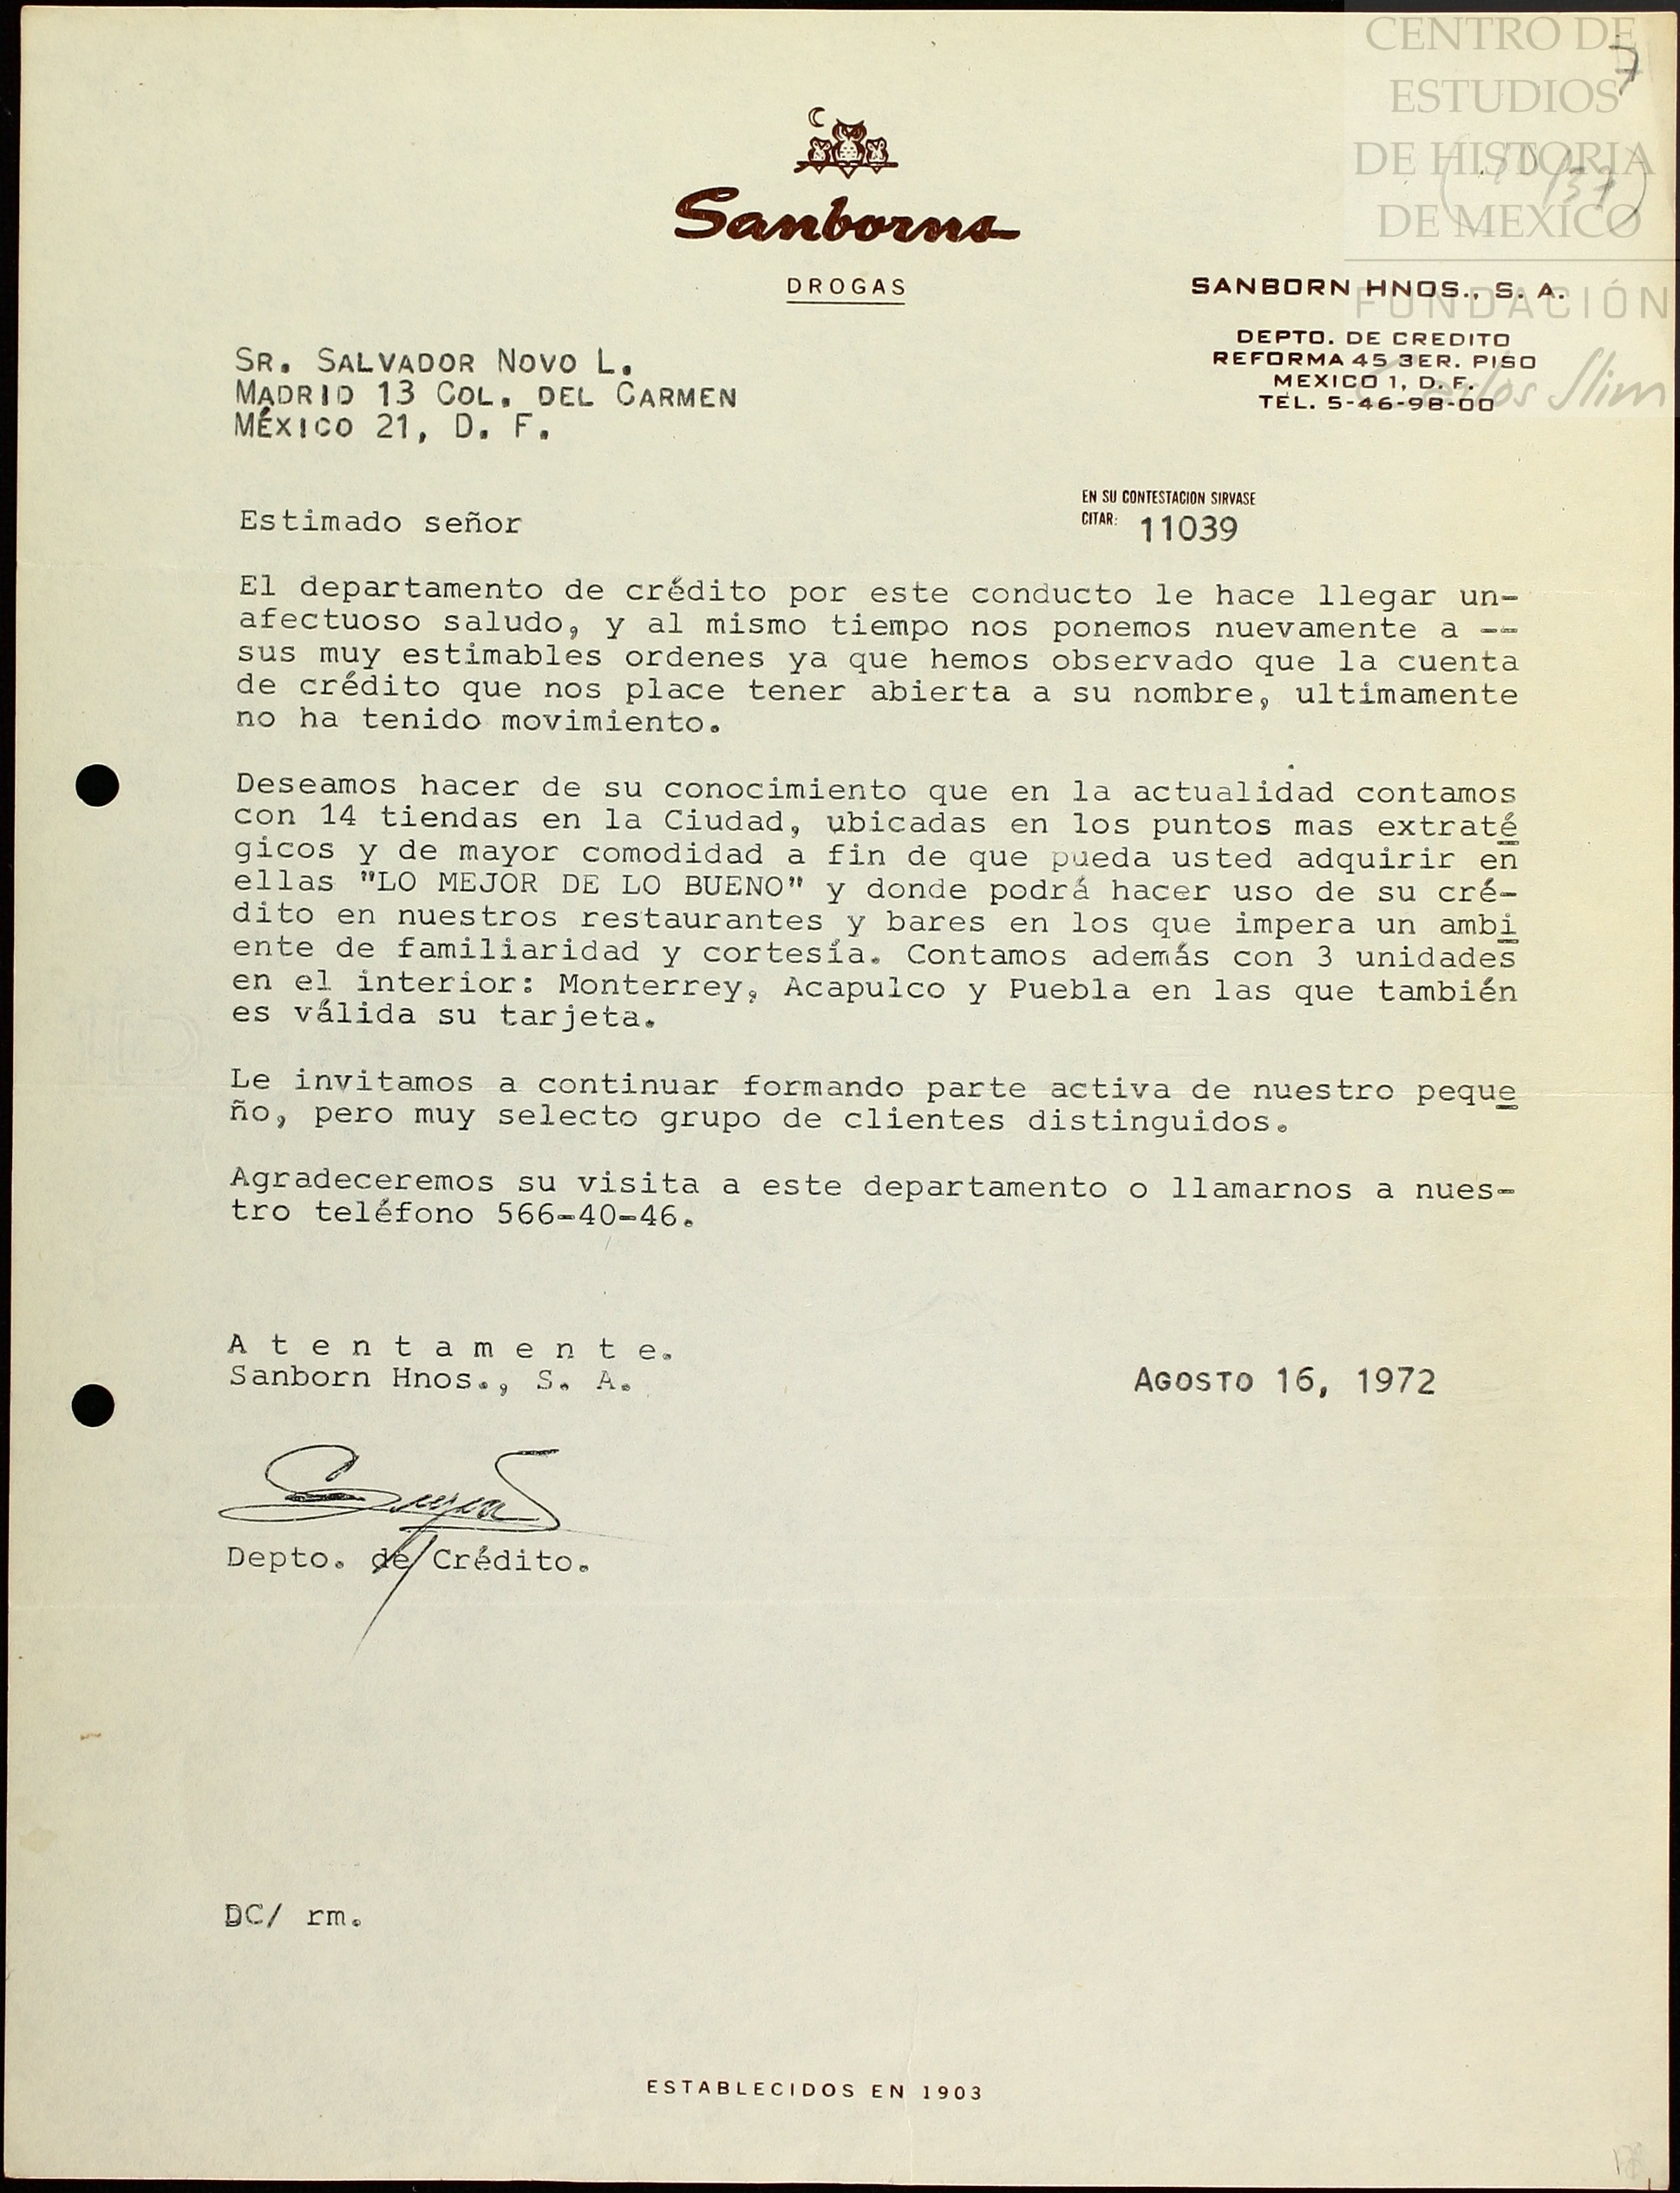 CENTRO DE
ESTUDIOS
DE HISTORIA
DE MEXICO
FUNDACIÓN
Carlos Slim
7
Sanborns
DROGAS
SANBORN HNOS., S. A.
DEPTO. DE CREDITO
REFORMA 45 3ER. PISO
MEXICO 1, D. F.
TEL. 5-46-98-00
SR. SALVADOR NOVO L.
MADRID 13 COL. DEL CARMEN
MÉXICO 21, D. F.
EN SU CONTESTACION SIRVASE
CITAR: 11039
Estimado señor
El departamento de crédito por este conducto le hace llegar un-
afectuoso saludo, y al mismo tiempo nos ponemos nuevamente a --
sus muy estimables ordenes ya que hemos observado que la cuenta
de crédito que nos place tener abierta a su nombre, ultimamente
no ha tenido movimiento.
Deseamos hacer de su conocimiento que en la actualidad contamos
con 14 tiendas en la Ciudad, ubicadas en los puntos mas extraté
gicos y de mayor comodidad a fin de que pueda usted adquirir en
ellas "LO MEJOR DE LO BUENO" y donde podrá hacer uso de su cré-
dito en nuestros restaurantes y bares en los que impera un ambi
ente de familiaridad y cortesía. Contamos además con 3 unidades
en el interior: Monterrey, Acapulco y Puebla en las que también
es válida su tarjeta.
Le invitamos a continuar formando parte activa de nuestro peque
ño, pero muy selecto grupo de clientes distinguidos.
Agradeceremos su visita a este departamento o llamarnos a nues-
tro teléfono 566-40-46.
A t e n t a m e n t e.
Sanborn Hnos., S. A.
AGOSTO 16, 1972
Depto. de Crédito.
DC/ rm.
ESTABLECIDOS EN 1903